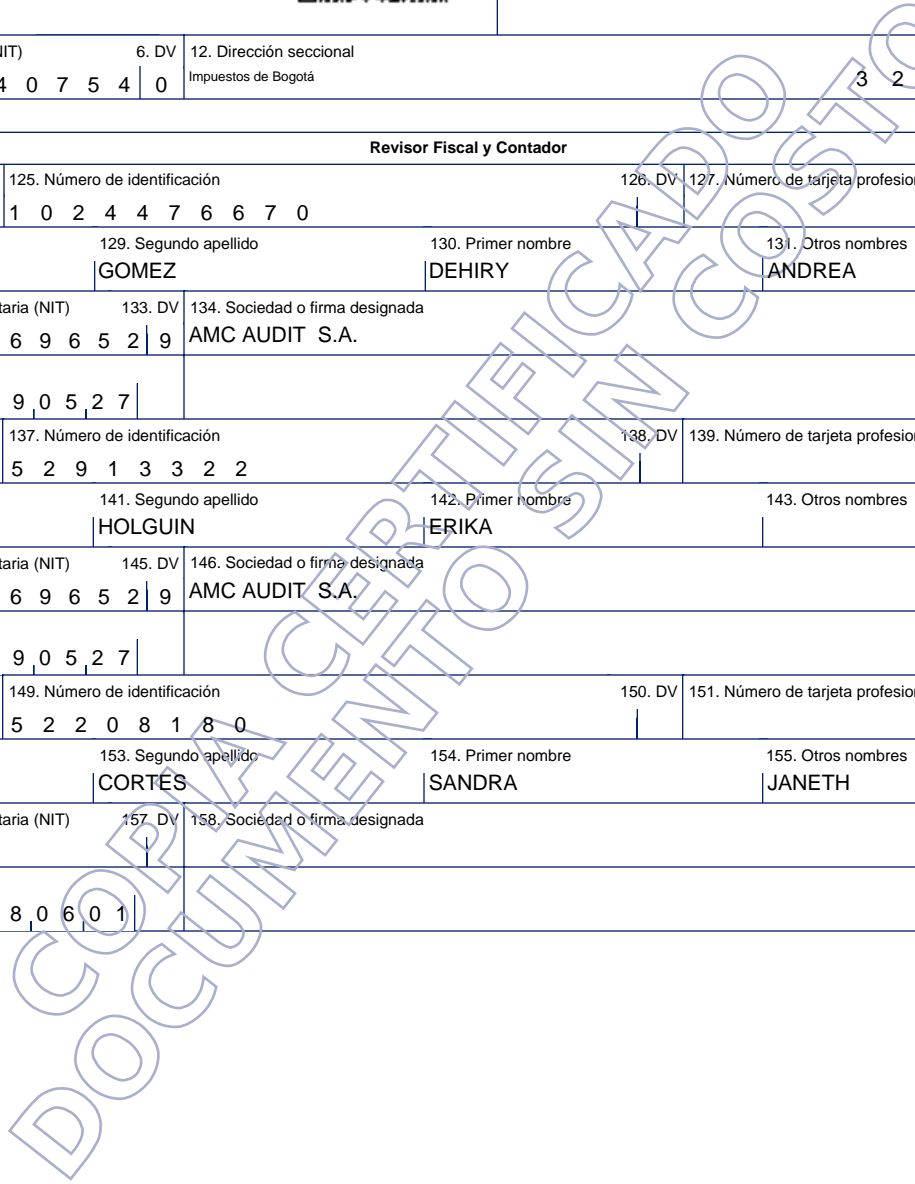 NIT) 6. DV 12. Dirección seccional
4 0 7 5 4 0 Impuestos de Bogotá 3 2
Revisor Fiscal y Contador
125. Número de identificación 126. DV 127. Número de tarjeta profesion
1 0 2 4 4 7 6 6 7 0
129. Segundo apellido 130. Primer nombre 131. Otros nombres
GOMEZ DEHIRY ANDREA
taria (NIT) 133. DV 134. Sociedad o firma designada
6 9 6 5 2 9 AMC AUDIT S.A.
9 0 5 2 7
137. Número de identificación 138. DV 139. Número de tarjeta profesion
5 2 9 1 3 3 2 2
141. Segundo apellido 142. Primer nombre 143. Otros nombres
HOLGUIN ERIKA
taria (NIT) 145. DV 146. Sociedad o firma designada
6 9 6 5 2 9 AMC AUDIT S.A.
9 0 5 2 7
149. Número de identificación 150. DV 151. Número de tarjeta profesion
5 2 2 0 8 1 8 0
153. Segundo apellido 154. Primer nombre 155. Otros nombres
CORTES SANDRA JANETH
taria (NIT) 157. DV 158. Sociedad o firma designada
8 0 6 0 1
COPIA CERTIFICADO
DOCUMENTO SIN COSTO